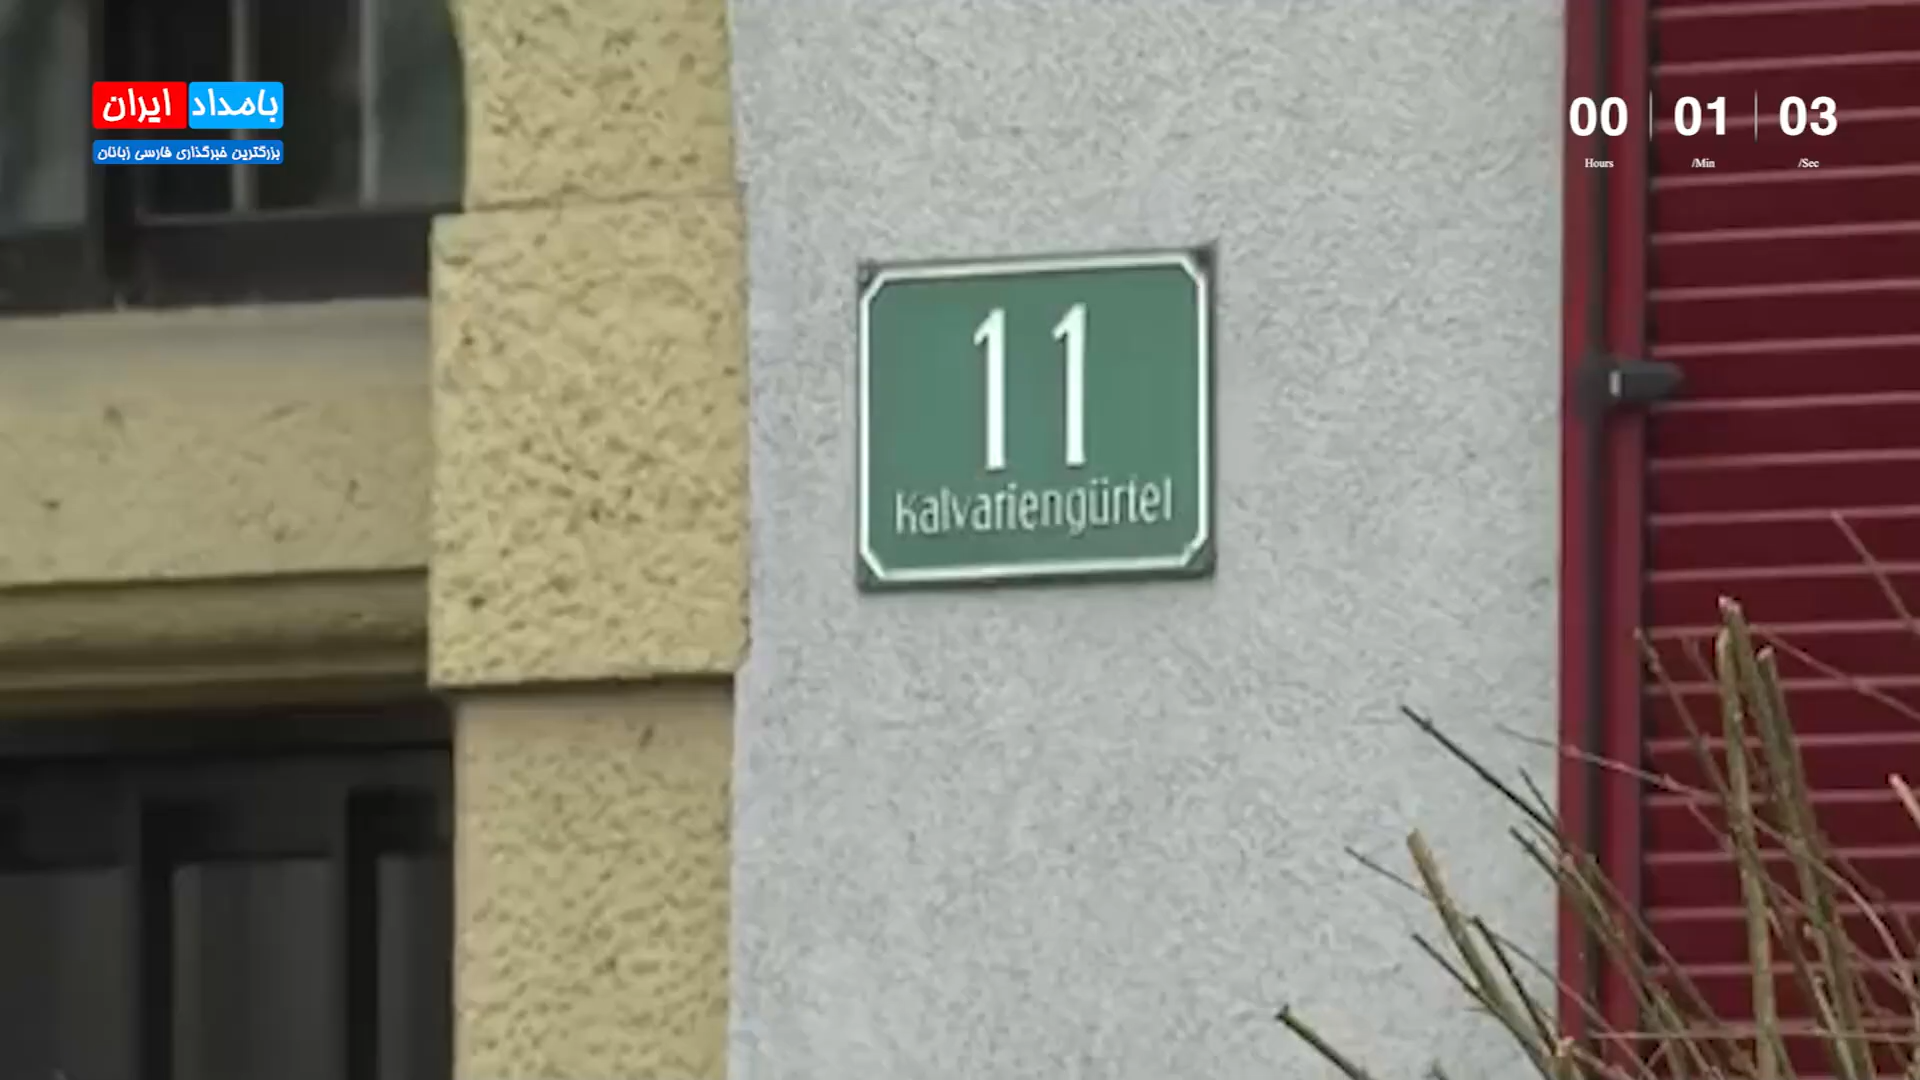 بامداد ایران
بزرگترین خبرگذاری فارسی زبانان
00 01 03
Hours /Min /Sec
11
Kalvariengürtel